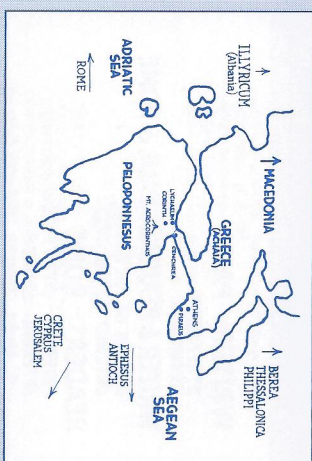 ILLYRICUM
(Albania)
MACEDONIA
BEREA
THESSALONICA
PHILIPPI
GREECE
(ACHAIA)
ADRIATIC
SEA
ROME
LYCHAEUM
CORINTH
CENCHREA
MT. ACROCORINTHUS
ATHENS
PIRAEUS
PELOPONNESUS
AEGEAN
SEA
EPHESUS
ANTIOCH
CRETE
CYPRUS
JERUSALEM